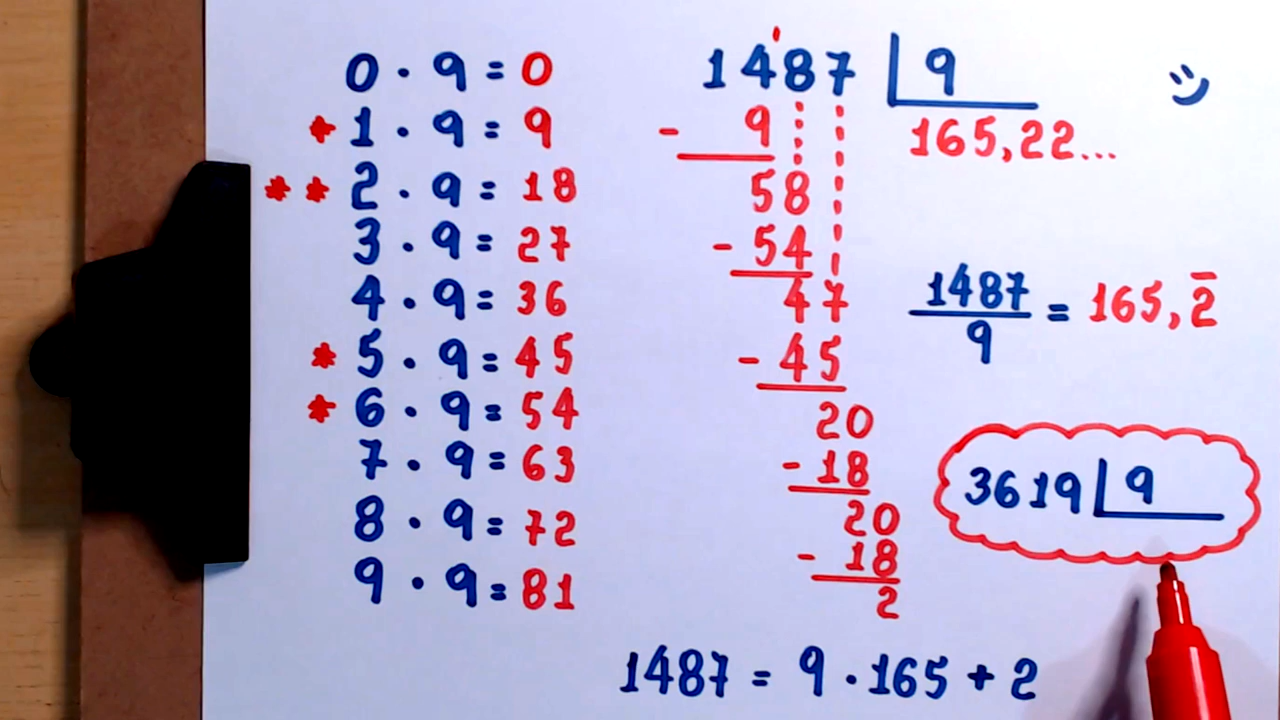 0 · 9 = 0
* 1 · 9 = 9
** 2 · 9 = 18
3 · 9 = 27
4 · 9 = 36
* 5 · 9 = 45
* 6 · 9 = 54
7 · 9 = 63
8 · 9 = 72
9 · 9 = 81
1487 | 9
165,22...
- 9
58
- 54
47
- 45
20
- 18
20
- 18
2
1487 = 9 · 165 + 2
1487/9 = 165,2̅
3619 | 9